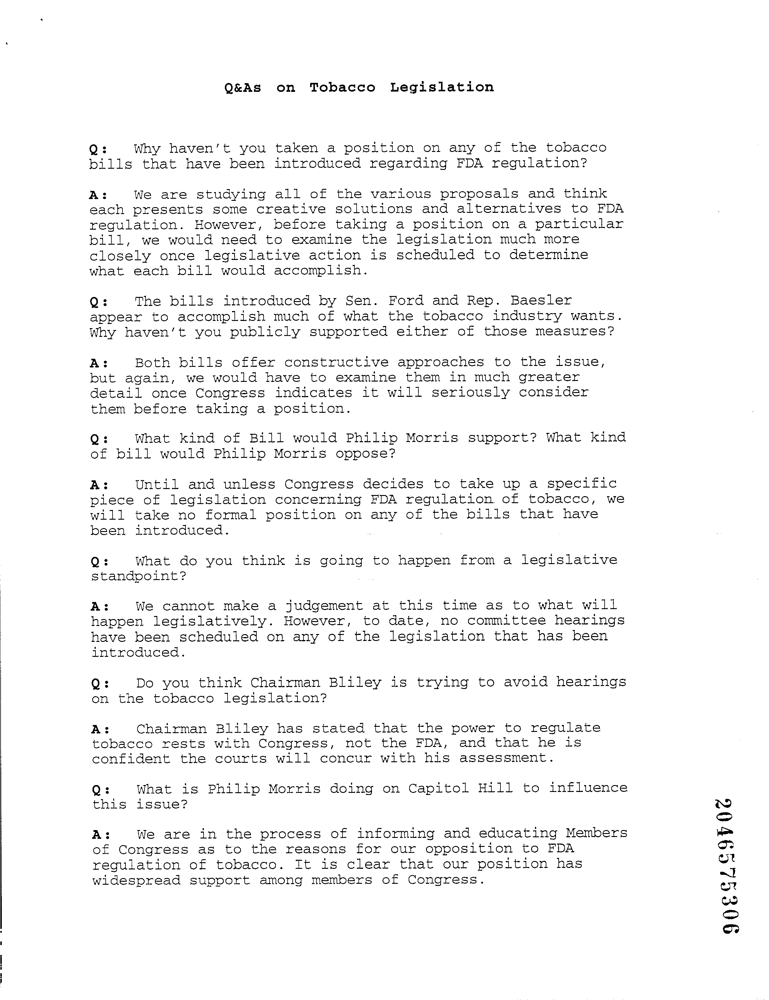 Q&As on Tobacco Legislation
Q: Why haven't you taken a position on any of the tobacco
bills that have been introduced regarding FDA regulation?
A: We are studying all of the various proposals and think
each presents some creative solutions and alternatives to FDA
regulation. However, before taking a position on a particular
bill, we would need to examine the legislation much more
closely once legislative action is scheduled to determine
what each bill would accomplish.
Q: The bills introduced by Sen. Ford and Rep. Baesler
appear to accomplish much of what the tobacco industry wants.
Why haven't you publicly supported either of those measures?
A: Both bills offer constructive approaches to the issue,
but again, we would have to examine them in much greater
detail once Congress indicates it will seriously consider
them before taking a position.
Q: What kind of Bill would Philip Morris support? What kind
of bill would Philip Morris oppose?
A: Until and unless Congress decides to take up a specific
piece of legislation concerning FDA regulation of tobacco, we
will take no formal position on any of the bills that have
been introduced.
Q: What do you think is going to happen from a legislative
standpoint?
A: We cannot make a judgement at this time as to what will
happen legislatively. However, to date, no committee hearings
have been scheduled on any of the legislation that has been
introduced.
Q: Do you think Chairman Bliley is trying to avoid hearings
on the tobacco legislation?
A: Chairman Bliley has stated that the power to regulate
tobacco rests with Congress, not the FDA, and that he is
confident the courts will concur with his assessment.
Q: What is Philip Morris doing on Capitol Hill to influence
this issue?
A: We are in the process of informing and educating Members
of Congress as to the reasons for our opposition to FDA
regulation of tobacco. It is clear that our position has
widespread support among members of Congress.
2046575306